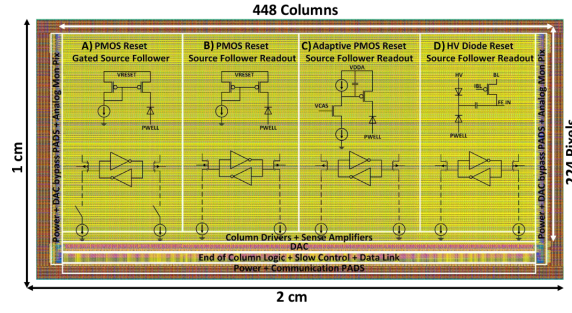 448 Columns
A) PMOS Reset
Gated Source Follower
B) PMOS Reset
Source Follower Readout
C) Adaptive PMOS Reset
Source Follower Readout
D) HV Diode Reset
Source Follower Readout
VRESET
PWELL
VRESET
PWELL
VDDA
VCAS
PWELL
HV
BL
IBL
FE IN
PWELL
Power + DAC bypass PADS + Analog Mon Pix
Power + DAC bypass PADS + Analog Mon Pix
1 cm
224 Pixels
Column Drivers + Sense Amplifiers
DAC
End of Column Logic + Slow Control + Data Link
Power + Communication PADS
2 cm